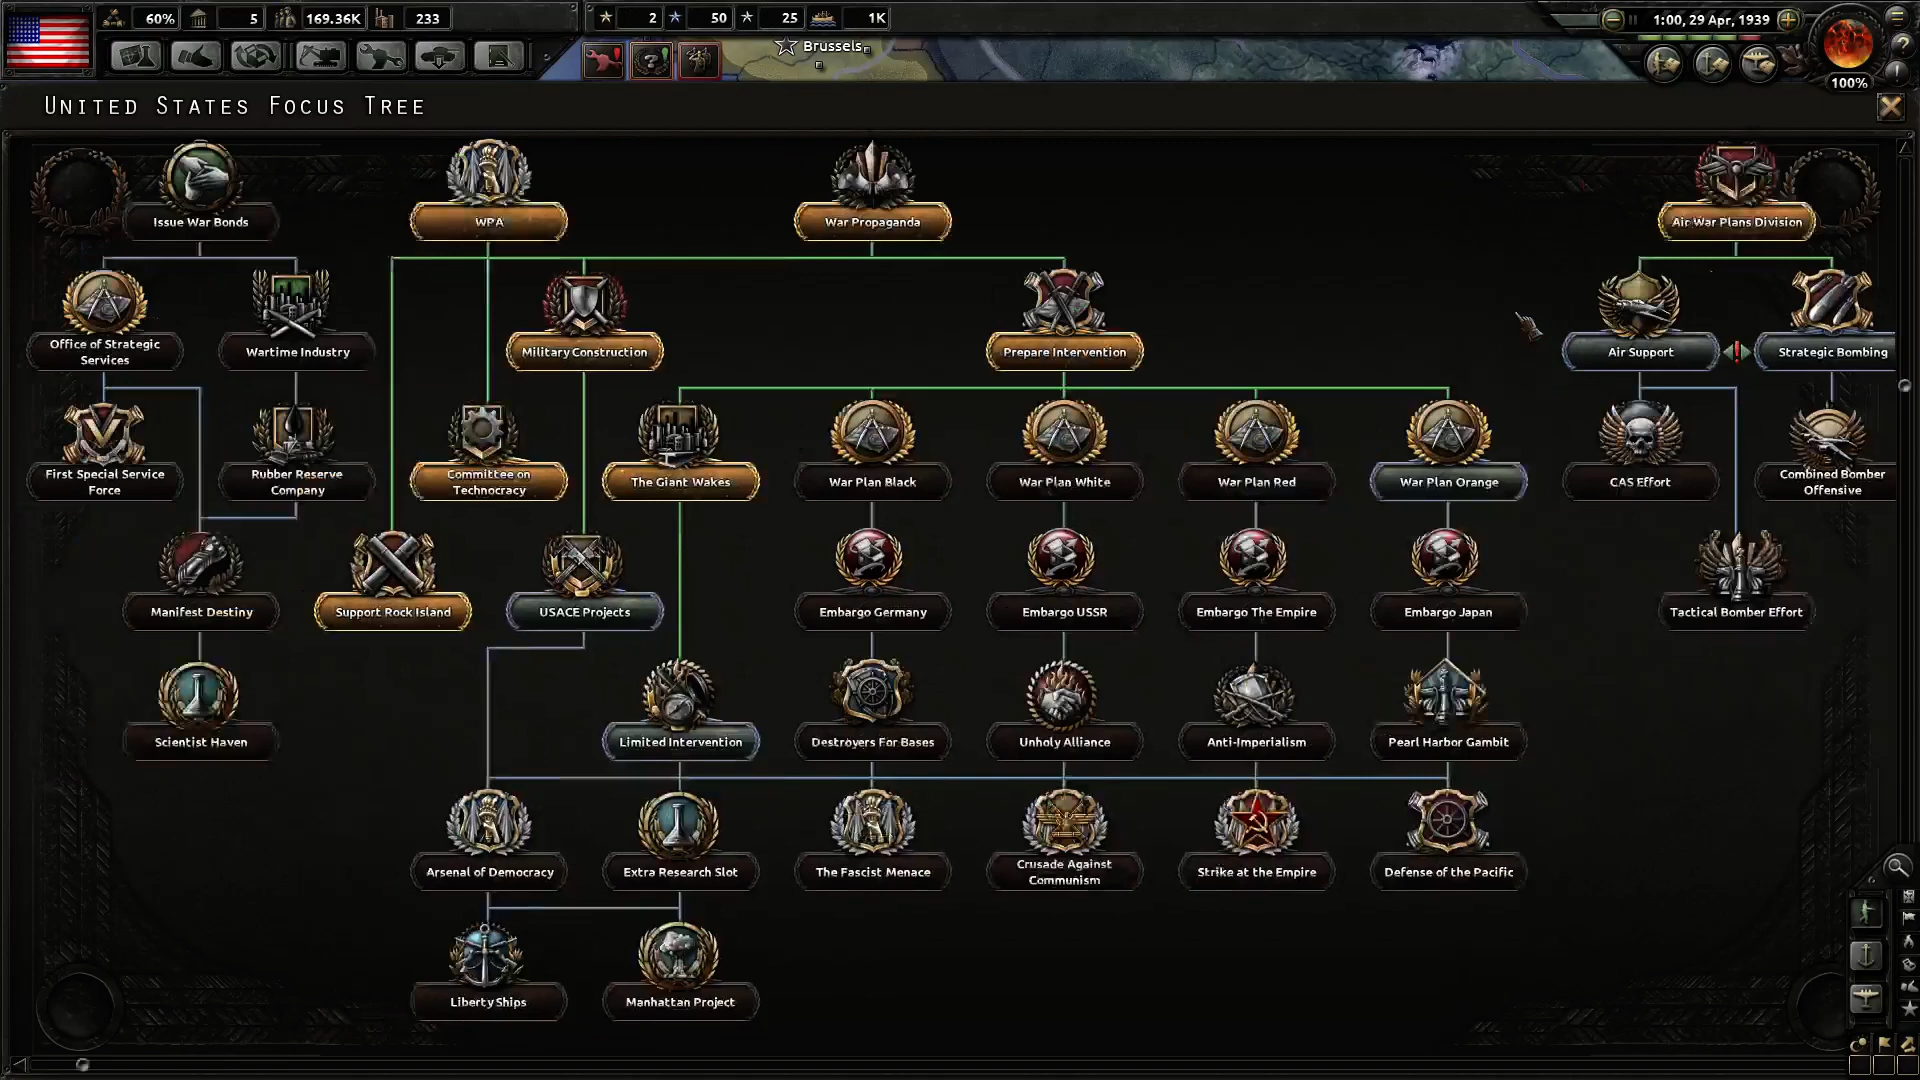 60%
5
169.36K
233
2
50
25
1K
1:00, 29 Apr, 1939
Brussels
100%
United States Focus Tree
Issue War Bonds
WPA
War Propaganda
Air War Plans Division
Office of Strategic
Services
Wartime Industry
Military Construction
Prepare Intervention
Air Support
Strategic Bombing
First Special Service
Force
Rubber Reserve
Company
Committee on
Technocracy
The Giant Wakes
War Plan Black
War Plan White
War Plan Red
War Plan Orange
CAS Effort
Combined Bomber
Offensive
Manifest Destiny
Support Rock Island
USACE Projects
Embargo Germany
Embargo USSR
Embargo The Empire
Embargo Japan
Tactical Bomber Effort
Scientist Haven
Limited Intervention
Destroyers For Bases
Unholy Alliance
Anti-Imperialism
Pearl Harbor Gambit
Arsenal of Democracy
Extra Research Slot
The Fascist Menace
Crusade Against
Communism
Strike at the Empire
Defense of the Pacific
Liberty Ships
Manhattan Project